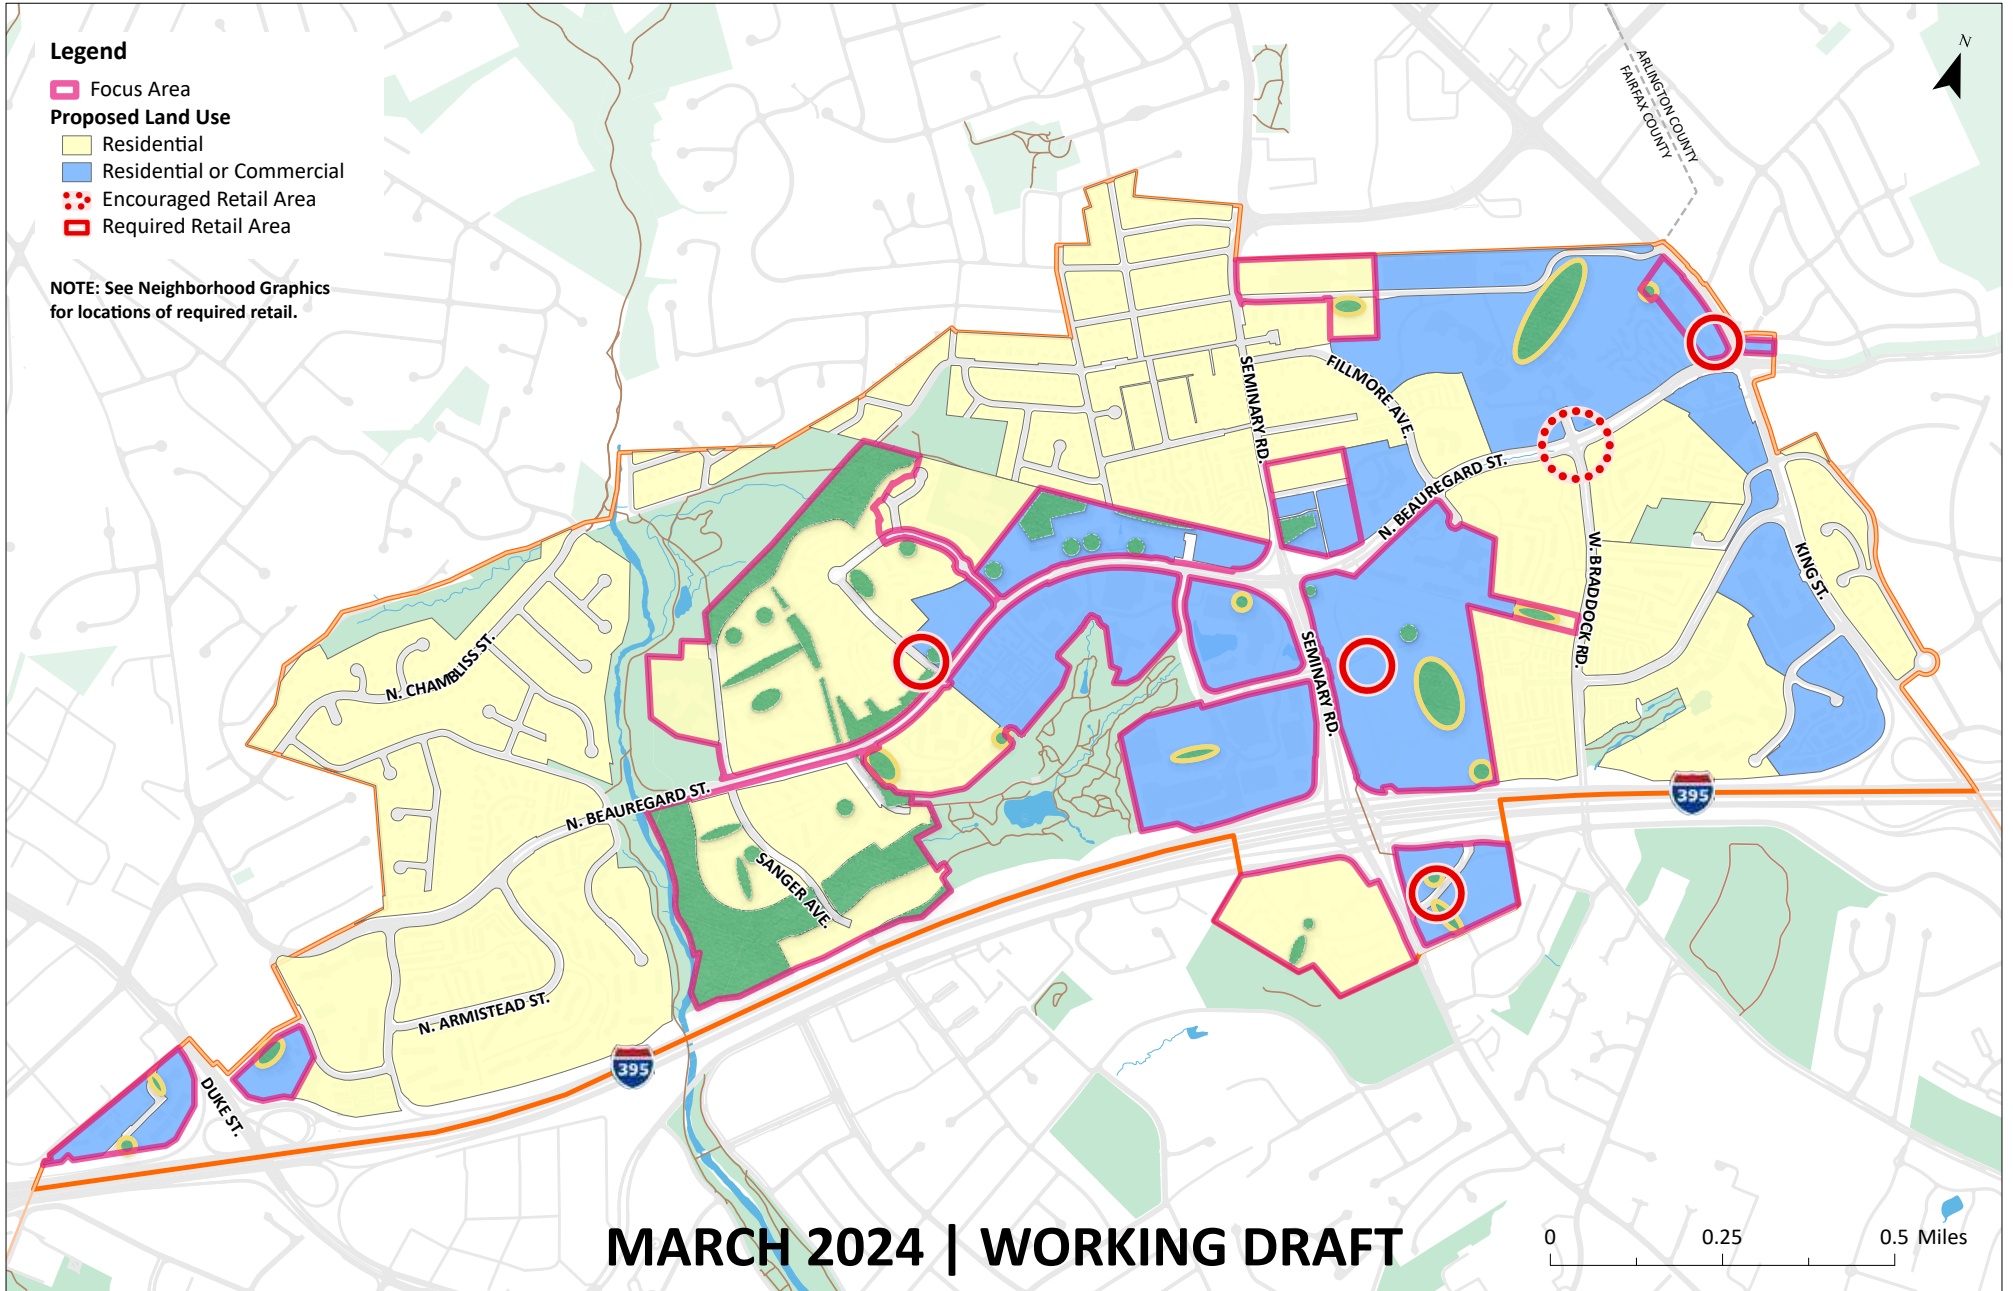 Legend
Focus Area
Proposed Land Use
Residential
Residential or Commercial
Encouraged Retail Area
Required Retail Area
NOTE: See Neighborhood Graphics
for locations of required retail.
N
ARLINGTON COUNTY
FAIRFAX COUNTY
SEMINARY RD.
FILLMORE AVE.
N. BEAUREGARD ST.
W. BRADDOCK RD.
KING ST.
N. CHAMBLISS ST.
SEMINARY RD.
N. BEAUREGARD ST.
SANGER AVE.
395
N. ARMISTEAD ST.
395
DUKE ST.
MARCH 2024 | WORKING DRAFT
0 0.25 0.5 Miles